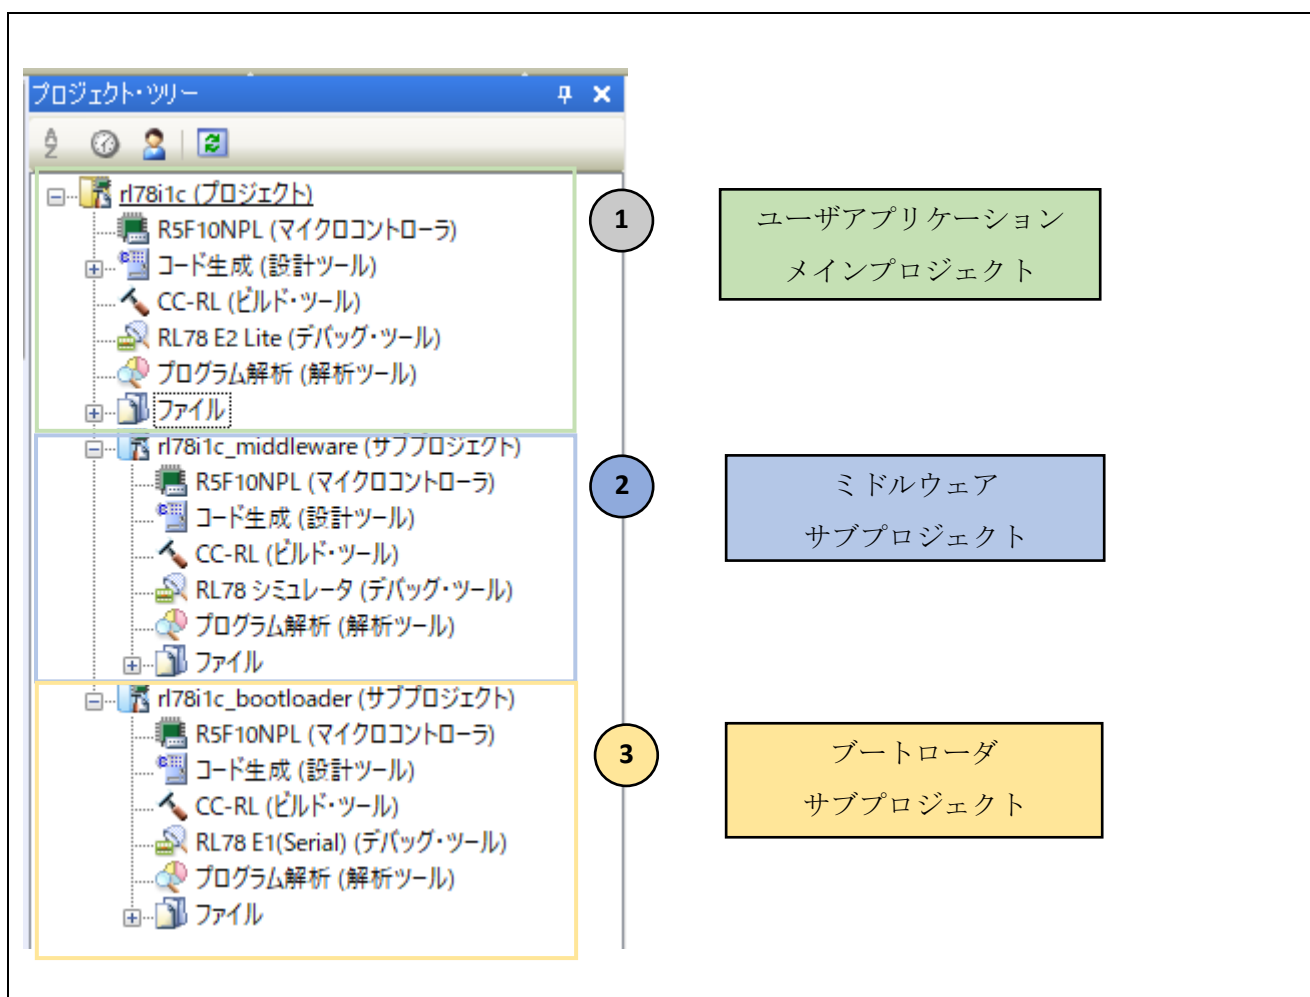 プロジェクト・ツリー
rl78i1c (プロジェクト)
R5F10NPL (マイクロコントローラ)
コード生成 (設計ツール)
CC-RL (ビルド・ツール)
RL78 E2 Lite (デバッグ・ツール)
プログラム解析 (解析ツール)
ファイル
rl78i1c_middleware (サブプロジェクト)
R5F10NPL (マイクロコントローラ)
コード生成 (設計ツール)
CC-RL (ビルド・ツール)
RL78 シミュレータ (デバッグ・ツール)
プログラム解析 (解析ツール)
ファイル
rl78i1c_bootloader (サブプロジェクト)
R5F10NPL (マイクロコントローラ)
コード生成 (設計ツール)
CC-RL (ビルド・ツール)
RL78 E1(Serial) (デバッグ・ツール)
プログラム解析 (解析ツール)
ファイル
1
ユーザアプリケーション
メインプロジェクト
2
ミドルウェア
サブプロジェクト
3
ブートローダ
サブプロジェクト